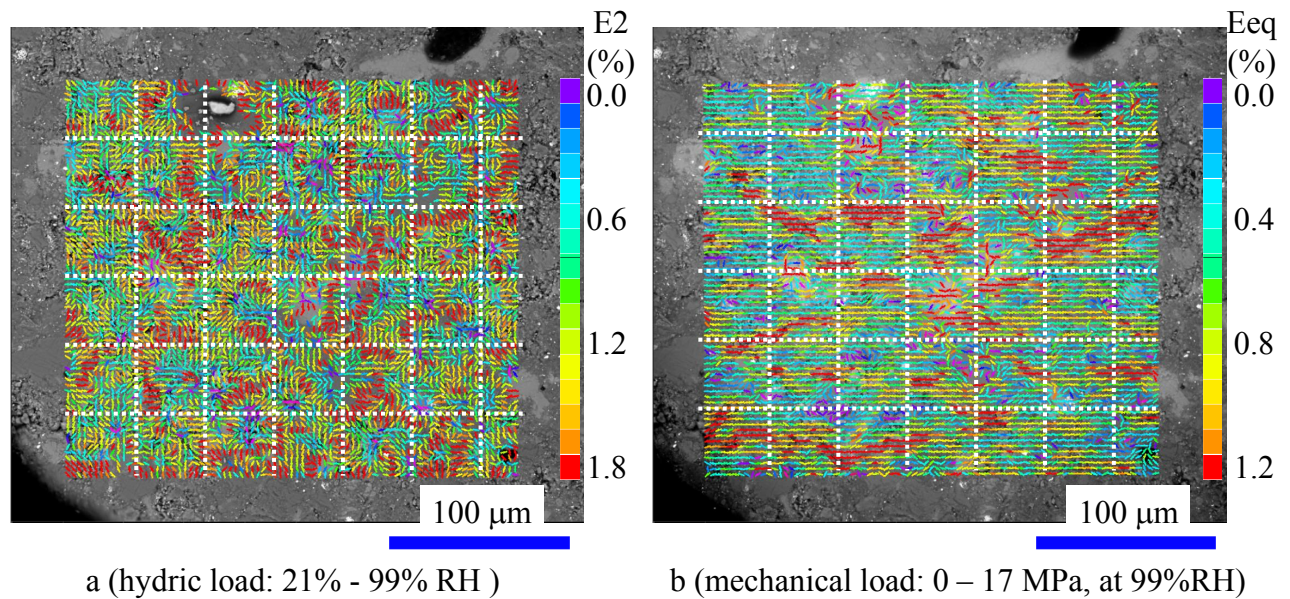 E2
(%)
0.0
0.6
1.2
1.8
100 μm
a (hydric load: 21% - 99% RH )
Eeq
(%)
0.0
0.4
0.8
1.2
100 μm
b (mechanical load: 0 – 17 MPa, at 99%RH)